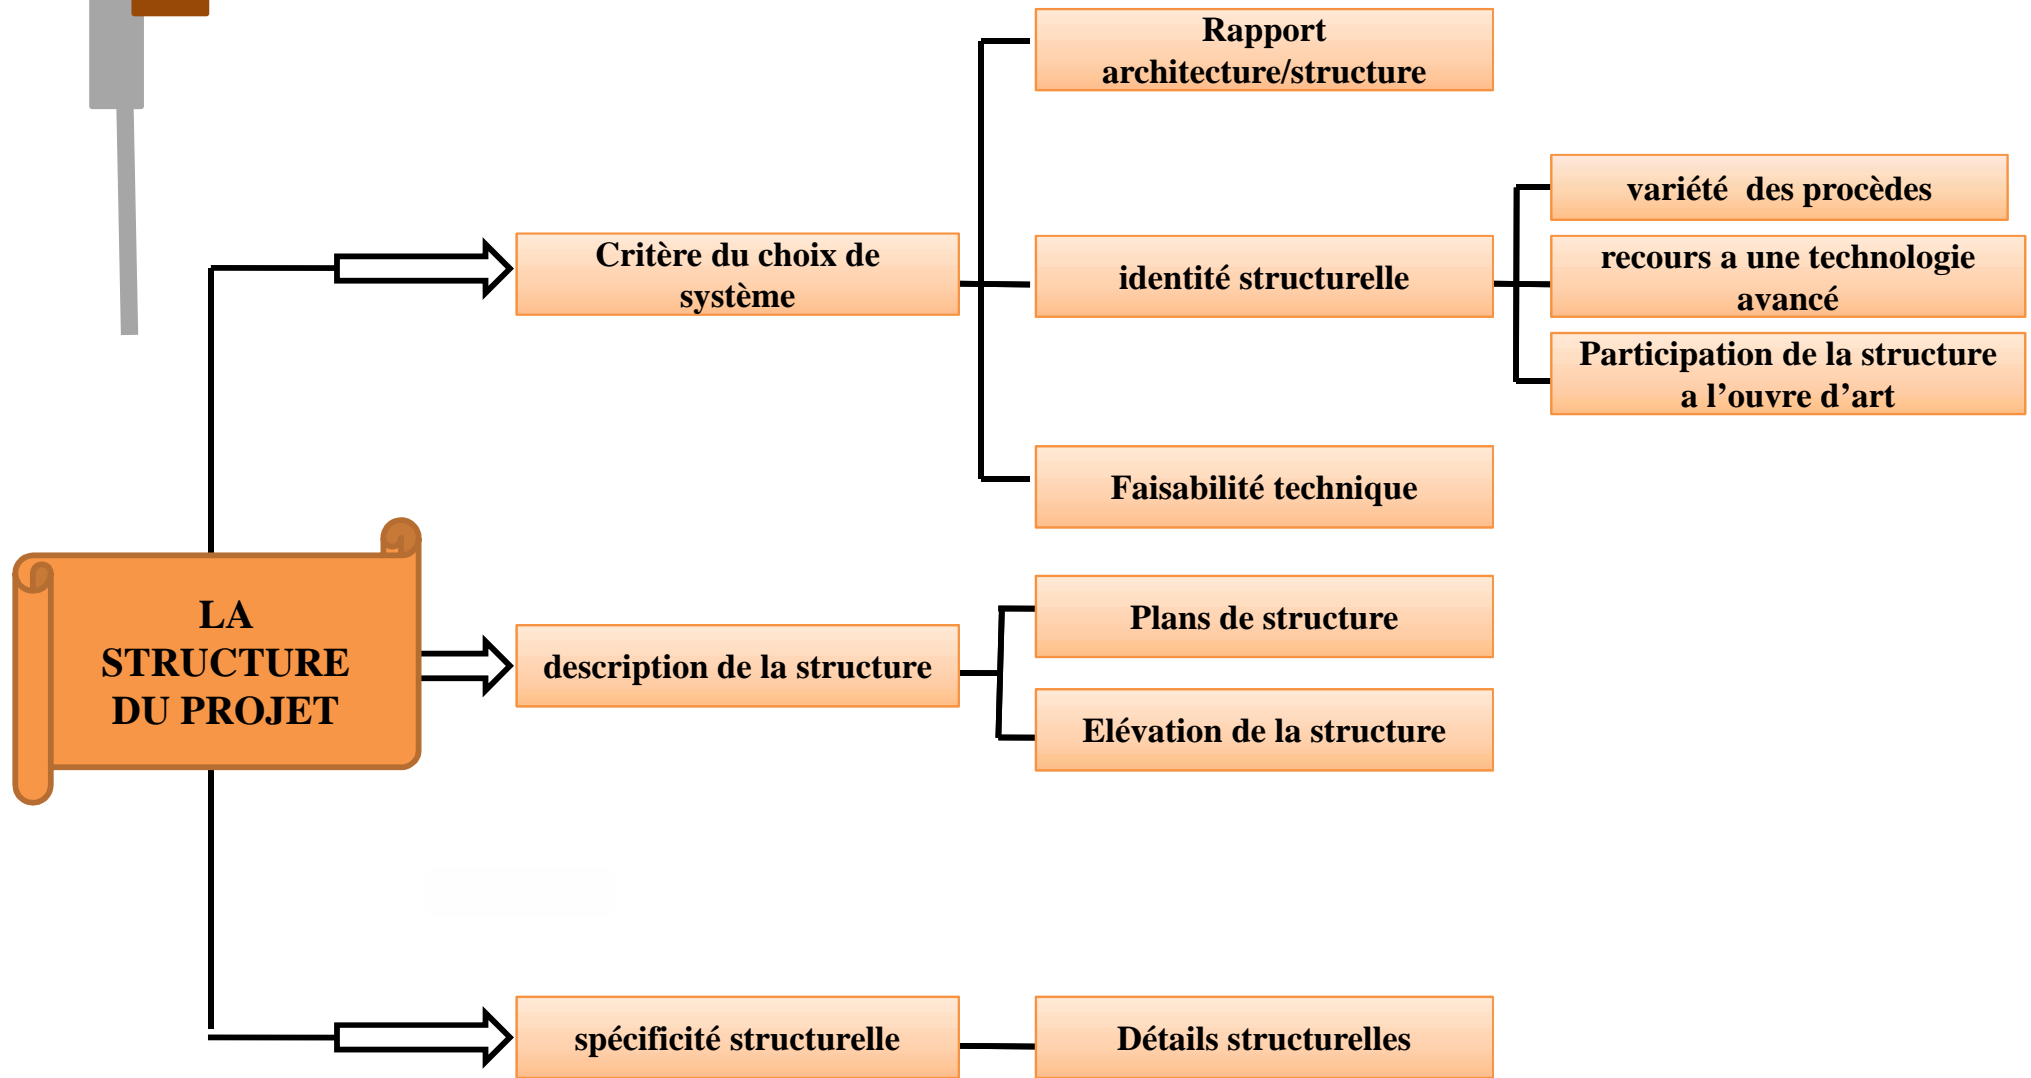 LA
STRUCTURE
DU PROJET
Critère du choix de
système
Rapport
architecture/structure
identité structurelle
variété des procèdes
recours a une technologie
avancé
Participation de la structure
a l’ouvre d’art
Faisabilité technique
description de la structure
Plans de structure
Elévation de la structure
spécificité structurelle
Détails structurelles